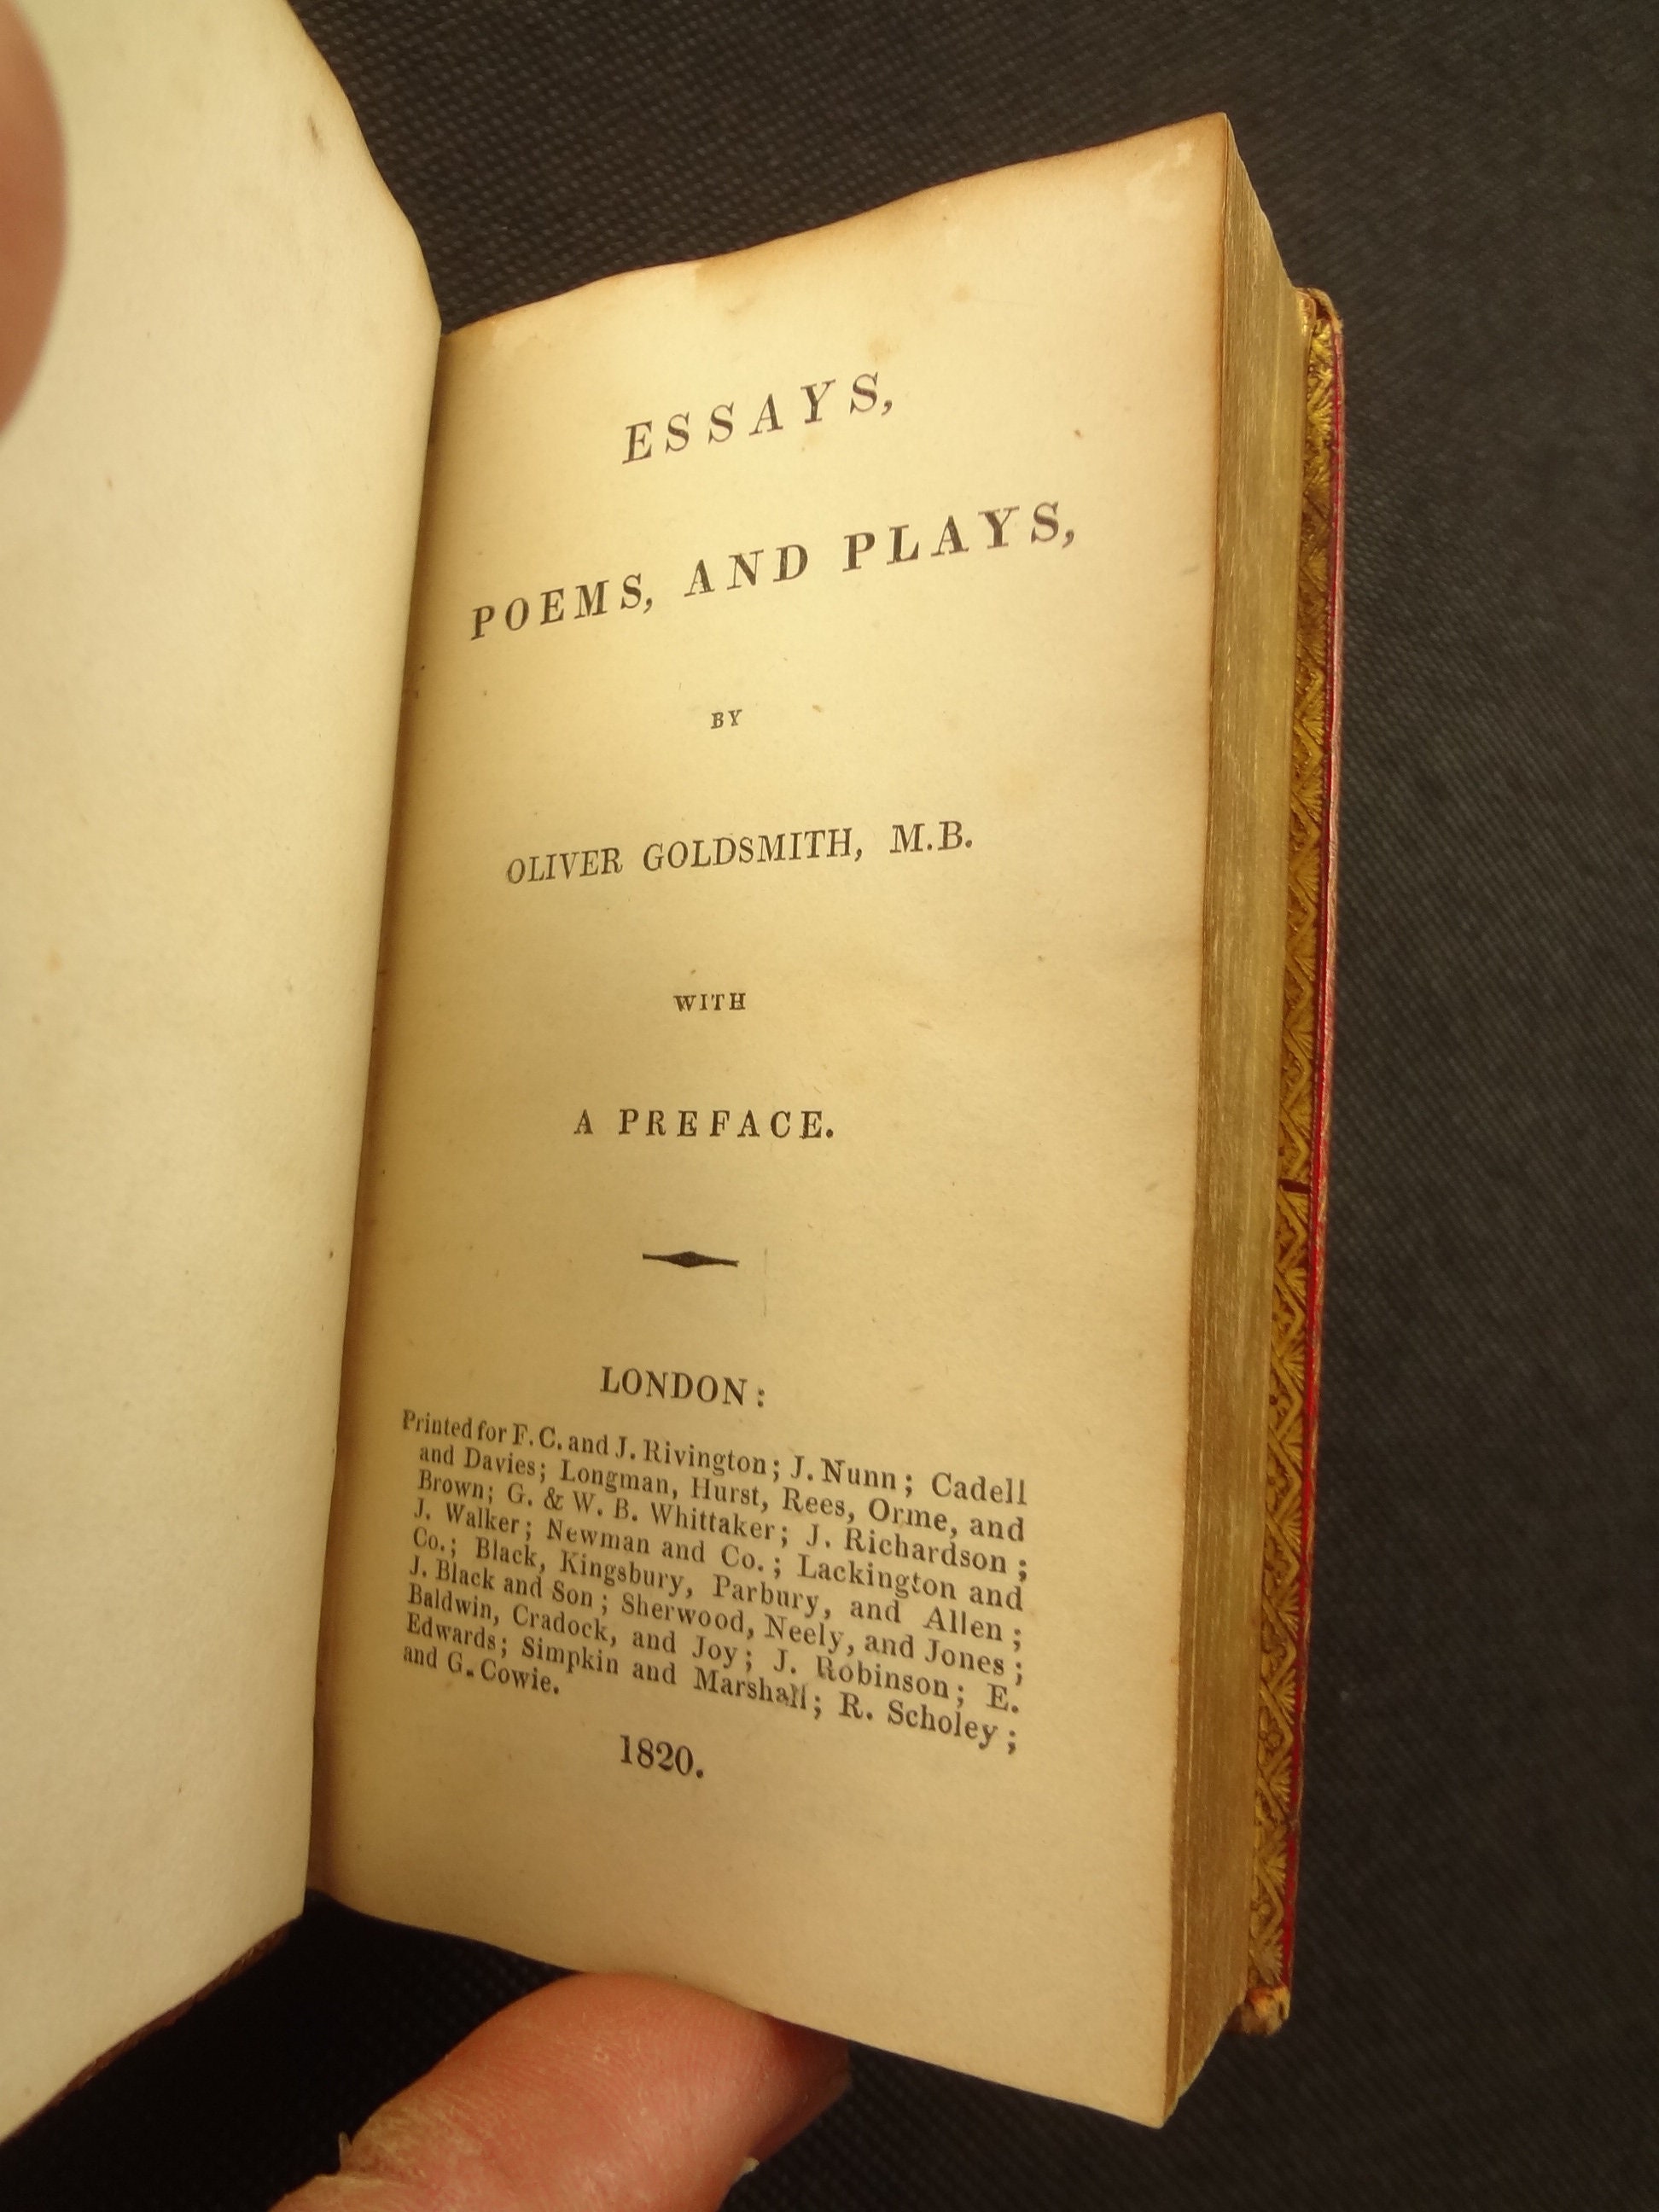 ESSAYS,
POEMS, AND PLAYS,
BY
OLIVER GOLDSMITH, M.B.
WITH
A PREFACE.
LONDON:
Printed for F. C. and J. Rivington; J. Nunn; Cadell
and Davies; Longman, Hurst, Rees, Orme, and
Brown; G. & W. B. Whittaker; J. Richardson;
J. Walker; Newman and Co.; Lackington and
Co.; Black, Kingsbury, Parbury, and Allen;
J. Black and Son; Sherwood, Neely, and Jones;
Baldwin, Cradock, and Joy; J. Robinson; E.
Edwards; Simpkin and Marshall; R. Scholey;
and G. Cowie.
1820.